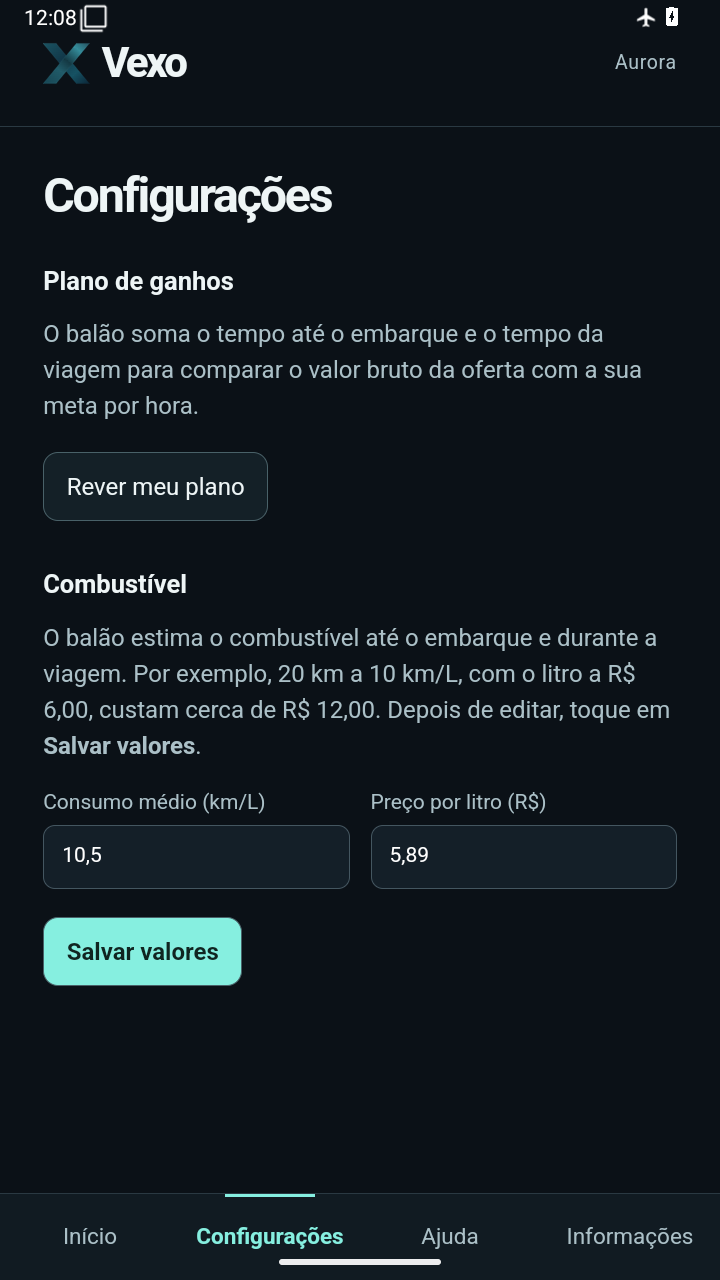 12:08
Vexo
Aurora
Configurações
Plano de ganhos
O balão soma o tempo até o embarque e o tempo da
viagem para comparar o valor bruto da oferta com a sua
meta por hora.
Rever meu plano
Combustível
O balão estima o combustível até o embarque e durante a
viagem. Por exemplo, 20 km a 10 km/L, com o litro a R$
6,00, custam cerca de R$ 12,00. Depois de editar, toque em
Salvar valores.
Consumo médio (km/L)
Preço por litro (R$)
10,5
5,89
Salvar valores
Início
Configurações
Ajuda
Informações